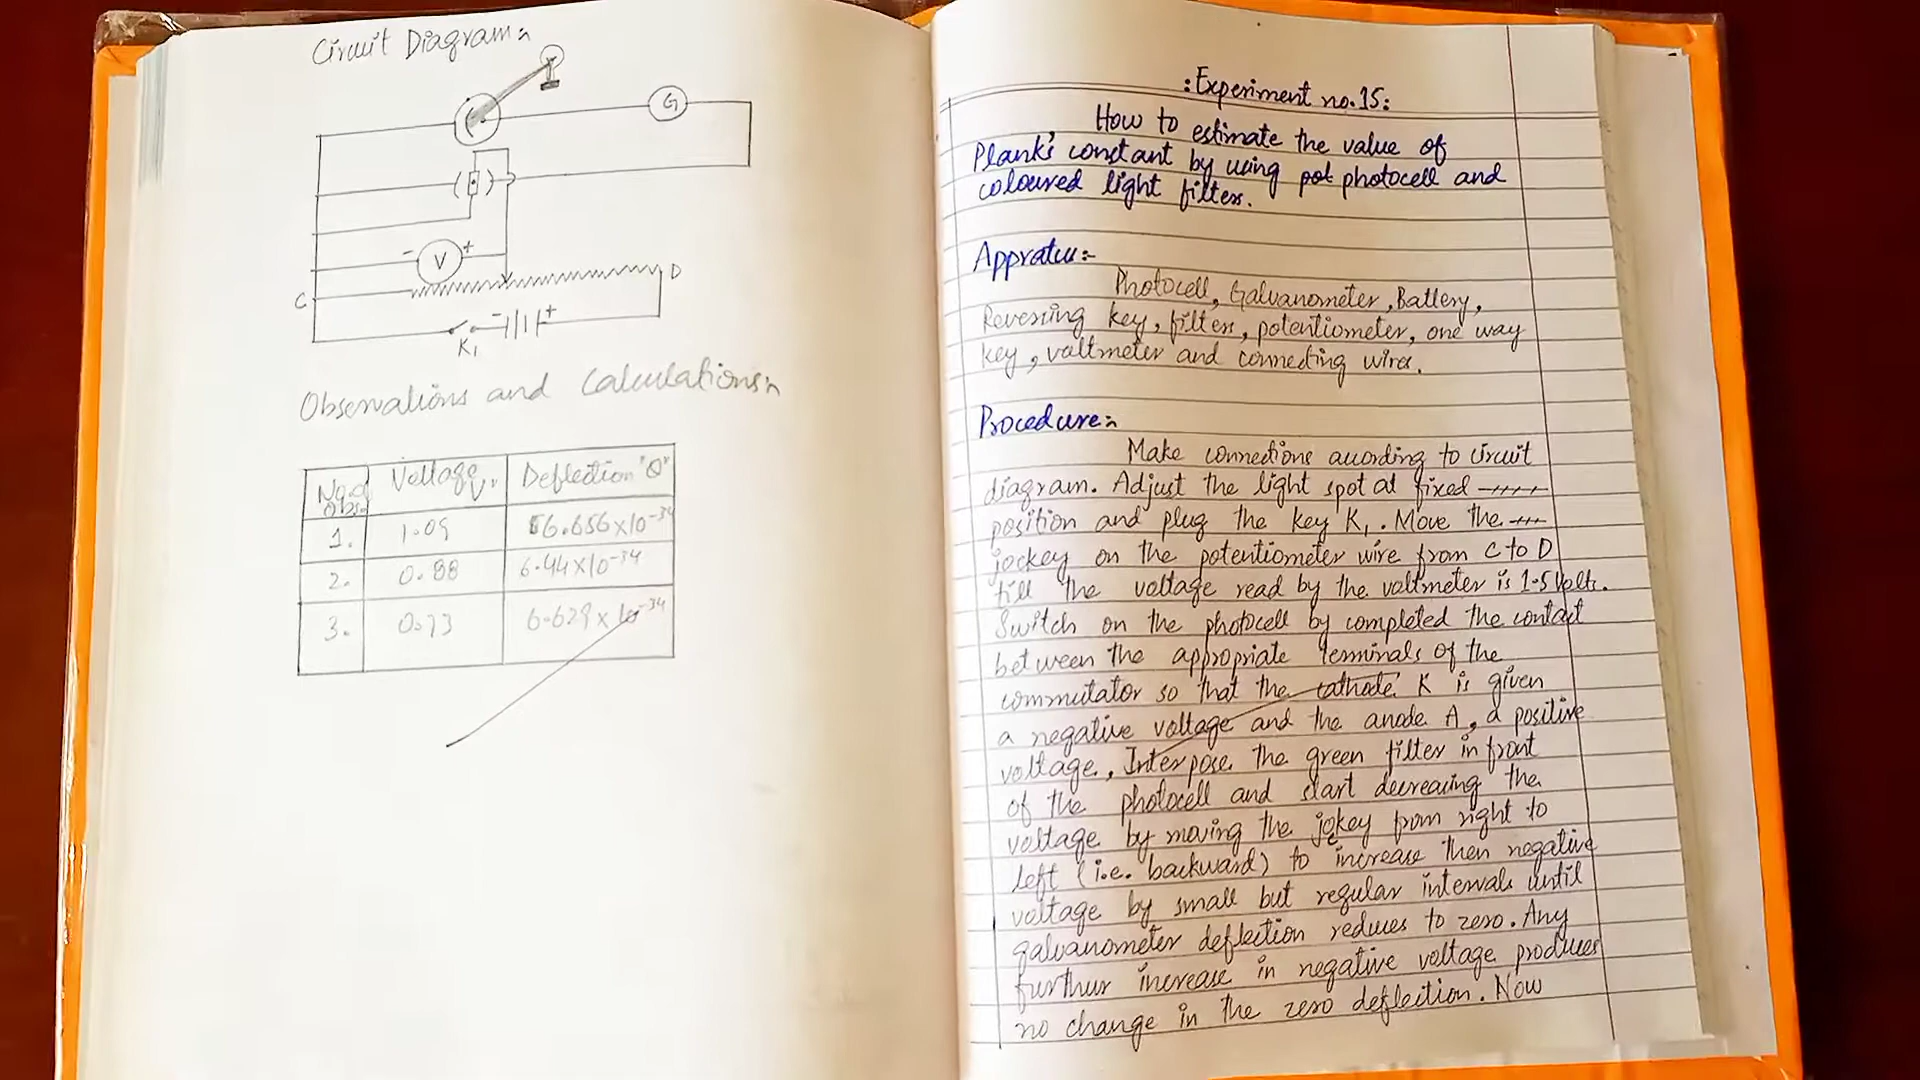 Circuit Diagram:
G
V
- +
C
D
K1
- +
Observations and Calculations:
No.of Obs. Voltage V. Deflection "θ"
1. 1.09 6.656x10-34
2. 0.88 6.44x10-34
3. 0.73 6.629x10-34
:Experiment no.15:
How to estimate the value of
Plank's constant by using pot photocell and
coloured light filters.
Appratus:-
Photocell, Galvanometer, Battery,
Reversing key, filters, potentiometer, one way
key, voltmeter and connecting wires.
Procedure:
Make connections auording to circuit
diagram. Adjust the light spot at fixed
position and plug the key K1. Move the
jockey on the potentiometer wire from C to D
till the voltage read by the voltmeter is 1.5 Volts.
Switch on the photocell by completed the contact
between the appropriate terminals of the
commutator so that the cathode K is given
a negative voltage and the anode A, a positive
voltage, Interpose the green filter in front
of the photocell and start decreasing the
voltage by moving the jokey from right to
left (i.e. backward) to increase then negative
voltage by small but regular intervals until
galvanometer deflection reduces to zero. Any
further increase in negative voltage produces
no change in the zero deflection. Now